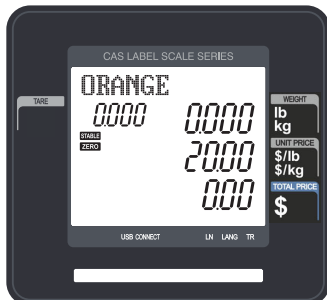 CAS LABEL SCALE SERIES
ORANGE
TARE
0.000
0.000
WEIGHT
lb
kg
STABLE
ZERO
20.00
UNIT PRICE
$/lb
$/kg
0.00
TOTAL PRICE
$
USB CONNECT LN LANG TR